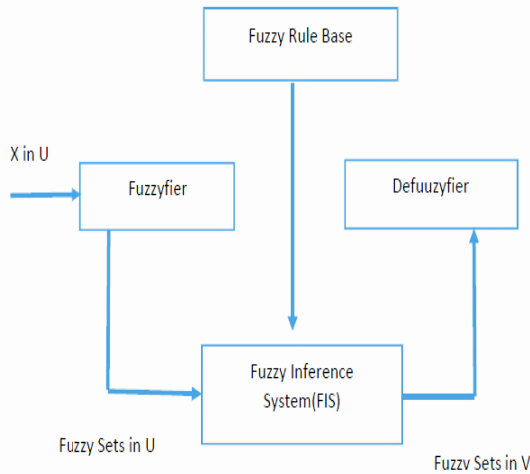 Fuzzy Rule Base
X in U
Fuzzyfier
Defuuzyfier
Fuzzy Inference
System(FIS)
Fuzzy Sets in U
Fuzzy Sets in V